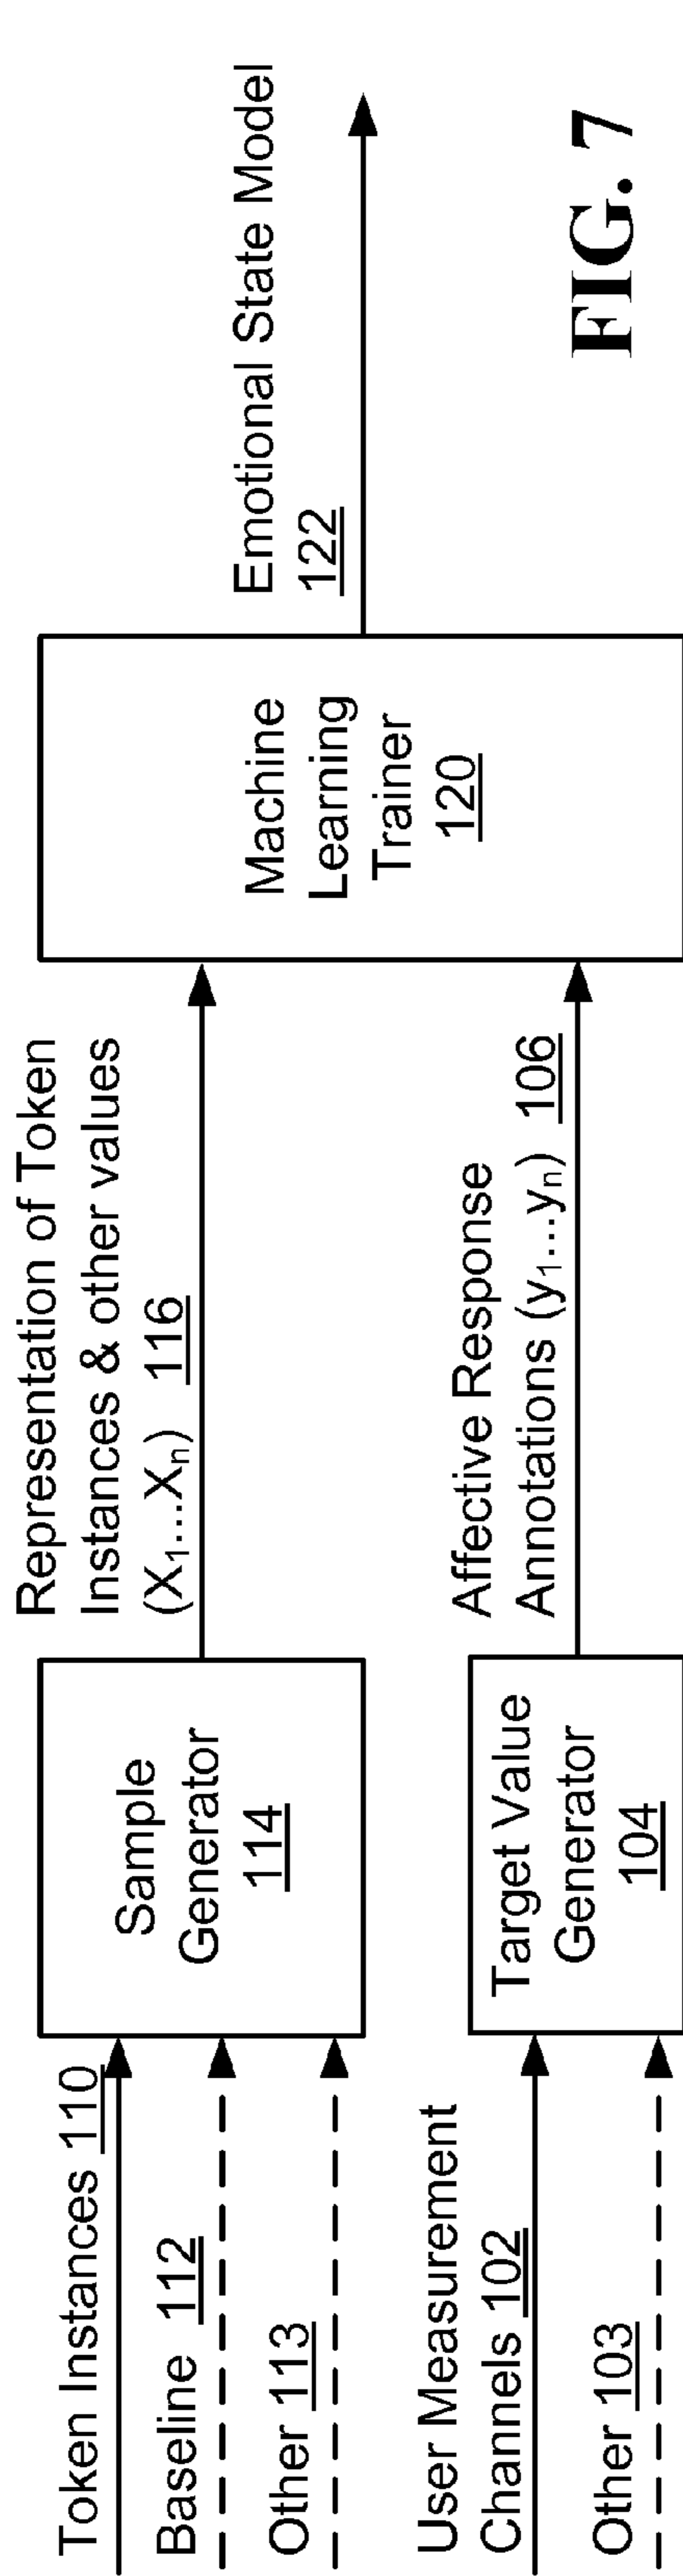 Token Instances 110
Baseline 112
Other 113
User Measurement
Channels 102
Other 103
Sample
Generator
114
Target Value
Generator
104
Representation of Token
Instances & other values
(X₁...Xₙ) 116
Affective Response
Annotations (y₁...yₙ) 106
Machine
Learning
Trainer
120
Emotional State Model
122
FIG. 7